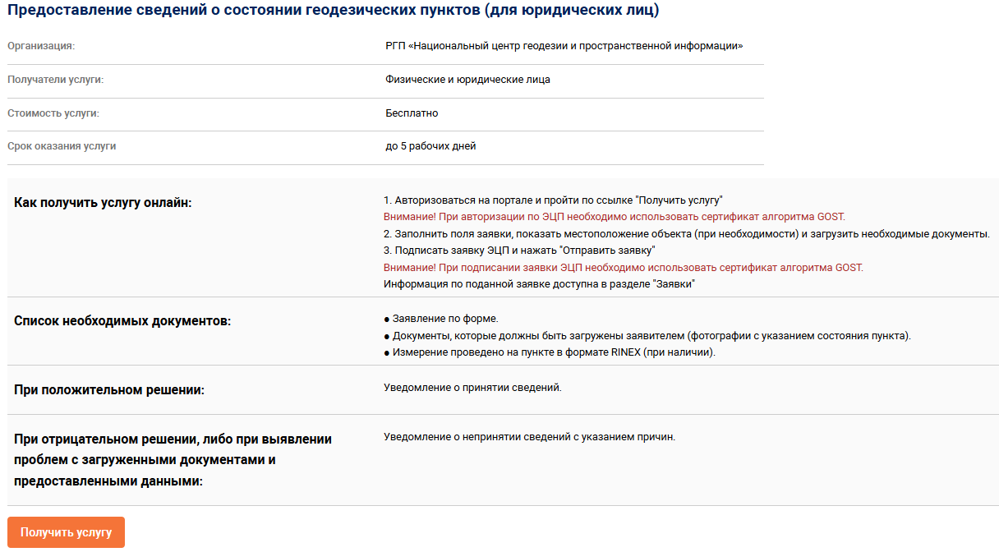 Предоставление сведений о состоянии геодезических пунктов (для юридических лиц)
Организация: РГП «Национальный центр геодезии и пространственной информации»
Получатели услуги: Физические и юридические лица
Стоимость услуги: Бесплатно
Срок оказания услуги до 5 рабочих дней
Как получить услугу онлайн: 1. Авторизоваться на портале и пройти по ссылке "Получить услугу"
Внимание! При авторизации по ЭЦП необходимо использовать сертификат алгоритма GOST.
2. Заполнить поля заявки, показать местоположение объекта (при необходимости) и загрузить необходимые документы.
3. Подписать заявку ЭЦП и нажать "Отправить заявку"
Внимание! При подписании заявки ЭЦП необходимо использовать сертификат алгоритма GOST.
Информация по поданной заявке доступна в разделе "Заявки"
Список необходимых документов: ● Заявление по форме.
● Документы, которые должны быть загружены заявителем (фотографии с указанием состояния пункта).
● Измерение проведено на пункте в формате RINEX (при наличии).
При положительном решении: Уведомление о принятии сведений.
При отрицательном решении, либо при выявлении Уведомление о непринятии сведений с указанием причин.
проблем с загруженными документами и
предоставленными данными:
Получить услугу